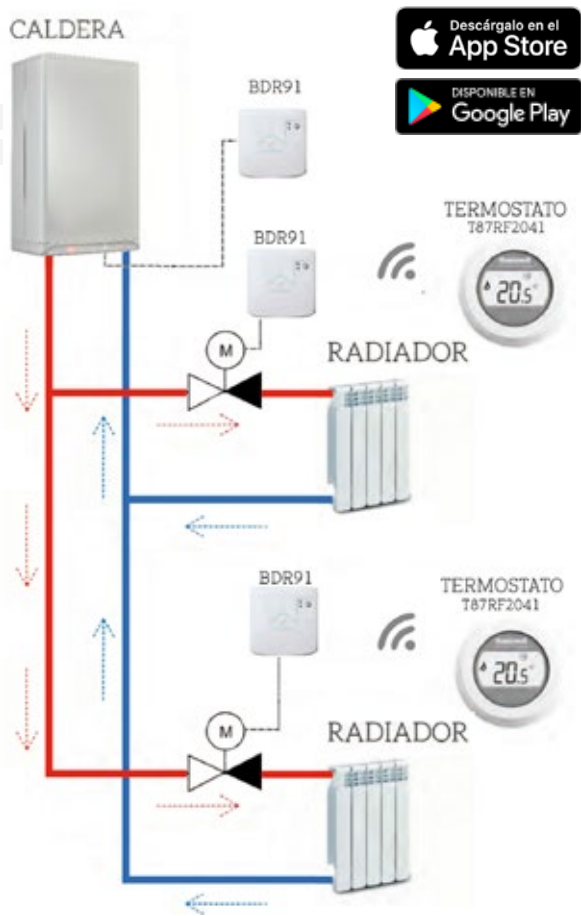 CALDERA
Descárgalo en el
App Store
DISPONIBLE EN
Google Play
BDR91
TERMOSTATO
T87RF2041
BDR91
20.5°
M
RADIADOR
BDR91
TERMOSTATO
T87RF2041
20.5°
M
RADIADOR